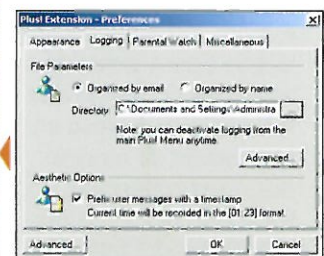 Plus! Extension - Preferences
Appearance Logging Parental Watch Miscellaneous
File Parameters
Organized by email Organized by name
Directory C:\Documents and Settings\Administra ...
Note: you can deactivate logging from the
main Plus! Menu anytime.
Advanced...
Aesthetic Options
Prefix user messages with a timestamp
Current time will be recorded in the [01:23] format.
Advanced... OK Cancel